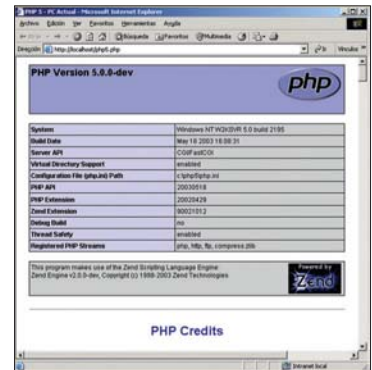 PHP 5 - PC Actual - Microsoft Internet Explorer
Archivo Edición Ver Favoritos Herramientas Ayuda
Búsqueda Favoritos Multimedia
Dirección http://localhost/php5.php Ir Vínculos
PHP Version 5.0.0-dev
php
System Windows NT W2KSVR 5.0 build 2195
Build Date May 18 2003 18:08:31
Server API CGI/FastCGI
Virtual Directory Support enabled
Configuration File (php.ini) Path c:\php5\php.ini
PHP API 20030518
PHP Extension 20020429
Zend Extension 90021012
Debug Build no
Thread Safety enabled
Registered PHP Streams php, http, ftp, compress.zlib
This program makes use of the Zend Scripting Language Engine:
Zend Engine v2.0.0-dev, Copyright (c) 1998-2003 Zend Technologies
Powered by
Zend
PHP Credits
Intranet local